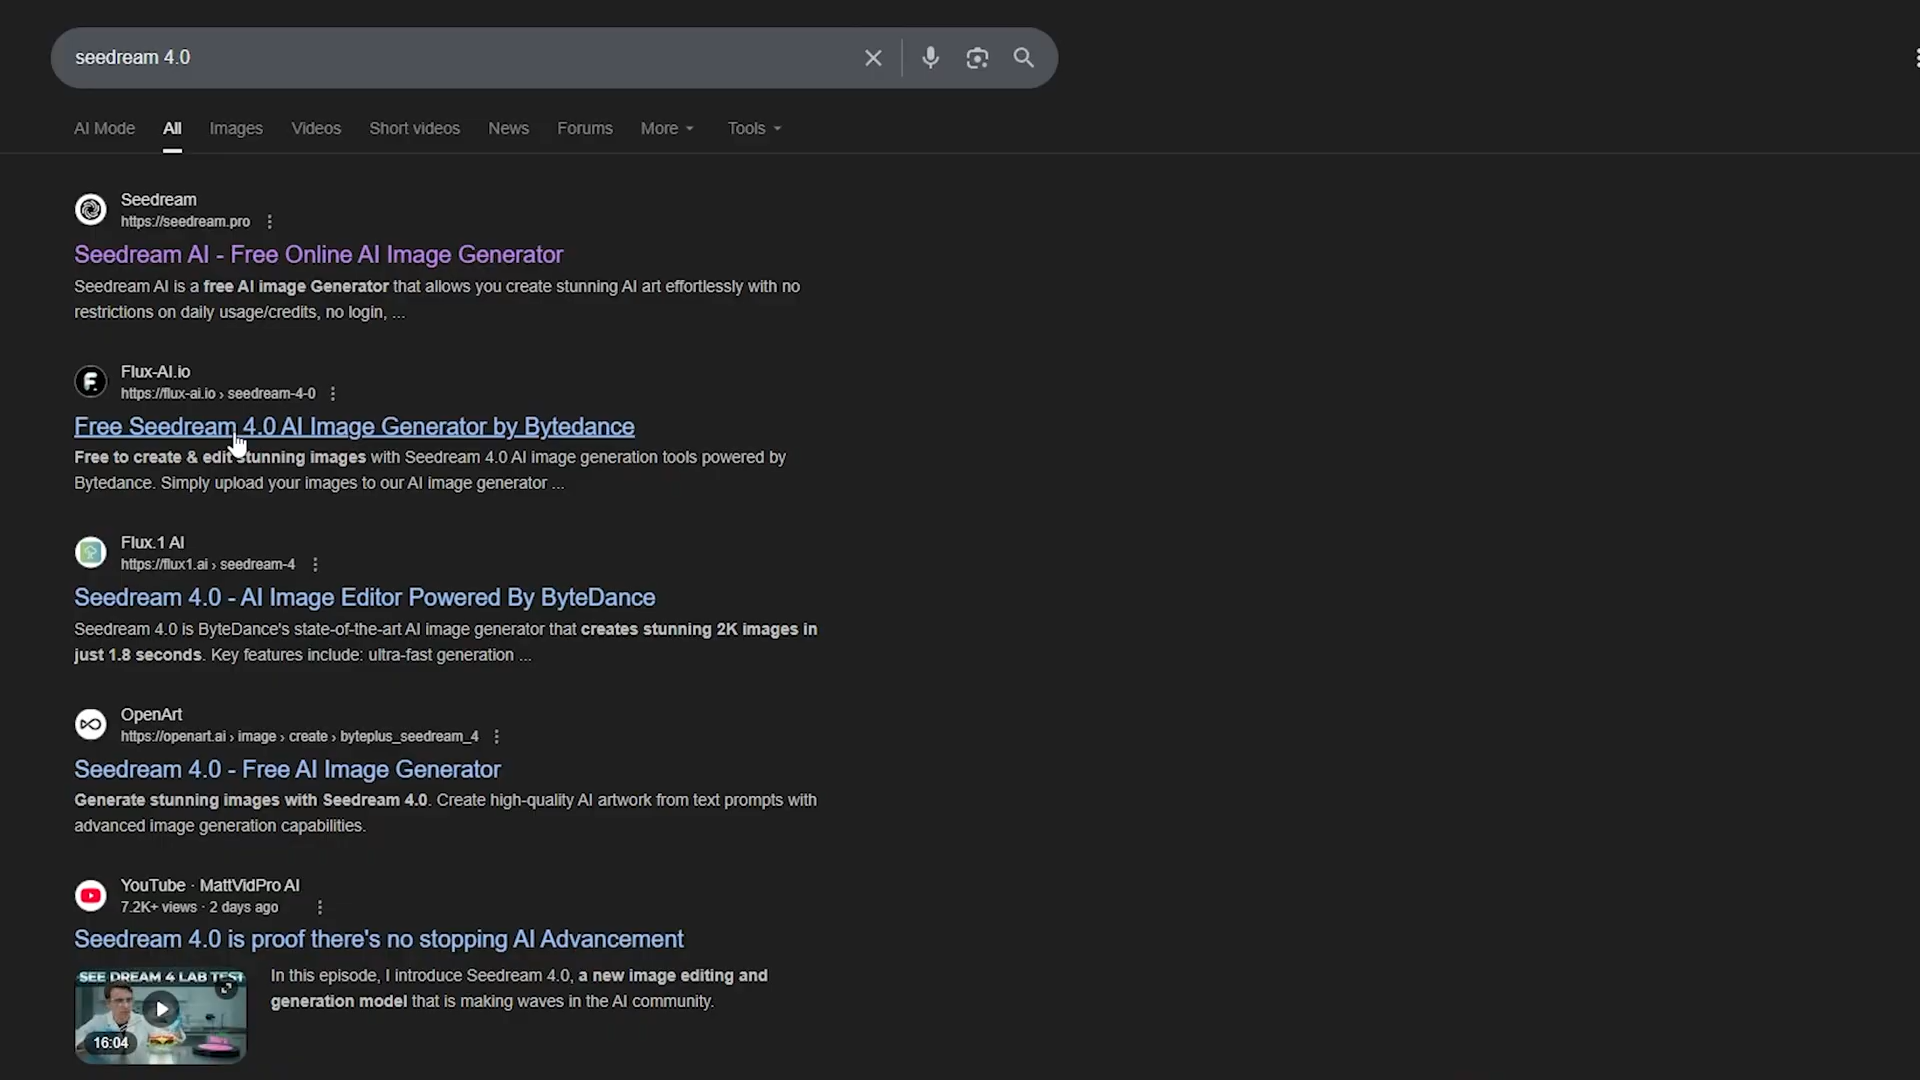 seedream 4.0
AI Mode All Images Videos Short videos News Forums More Tools
Seedream
https://seedream.pro
Seedream AI - Free Online AI Image Generator
Seedream AI is a free AI image Generator that allows you create stunning AI art effortlessly with no
restrictions on daily usage/credits, no login, ...
Flux-AI.io
https://flux-ai.io › seedream-4-0
Free Seedream 4.0 AI Image Generator by Bytedance
Free to create & edit stunning images with Seedream 4.0 AI image generation tools powered by
Bytedance. Simply upload your images to our AI image generator ...
Flux.1 AI
https://flux1.ai › seedream-4
Seedream 4.0 - AI Image Editor Powered By ByteDance
Seedream 4.0 is ByteDance's state-of-the-art AI image generator that creates stunning 2K images in
just 1.8 seconds. Key features include: ultra-fast generation ...
OpenArt
https://openart.ai › image › create › byteplus_seedream_4
Seedream 4.0 - Free AI Image Generator
Generate stunning images with Seedream 4.0. Create high-quality AI artwork from text prompts with
advanced image generation capabilities.
YouTube · MattVidPro AI
7.2K+ views · 2 days ago
Seedream 4.0 is proof there's no stopping AI Advancement
SEE DREAM 4 LAB TEST
16:04
In this episode, I introduce Seedream 4.0, a new image editing and
generation model that is making waves in the AI community.